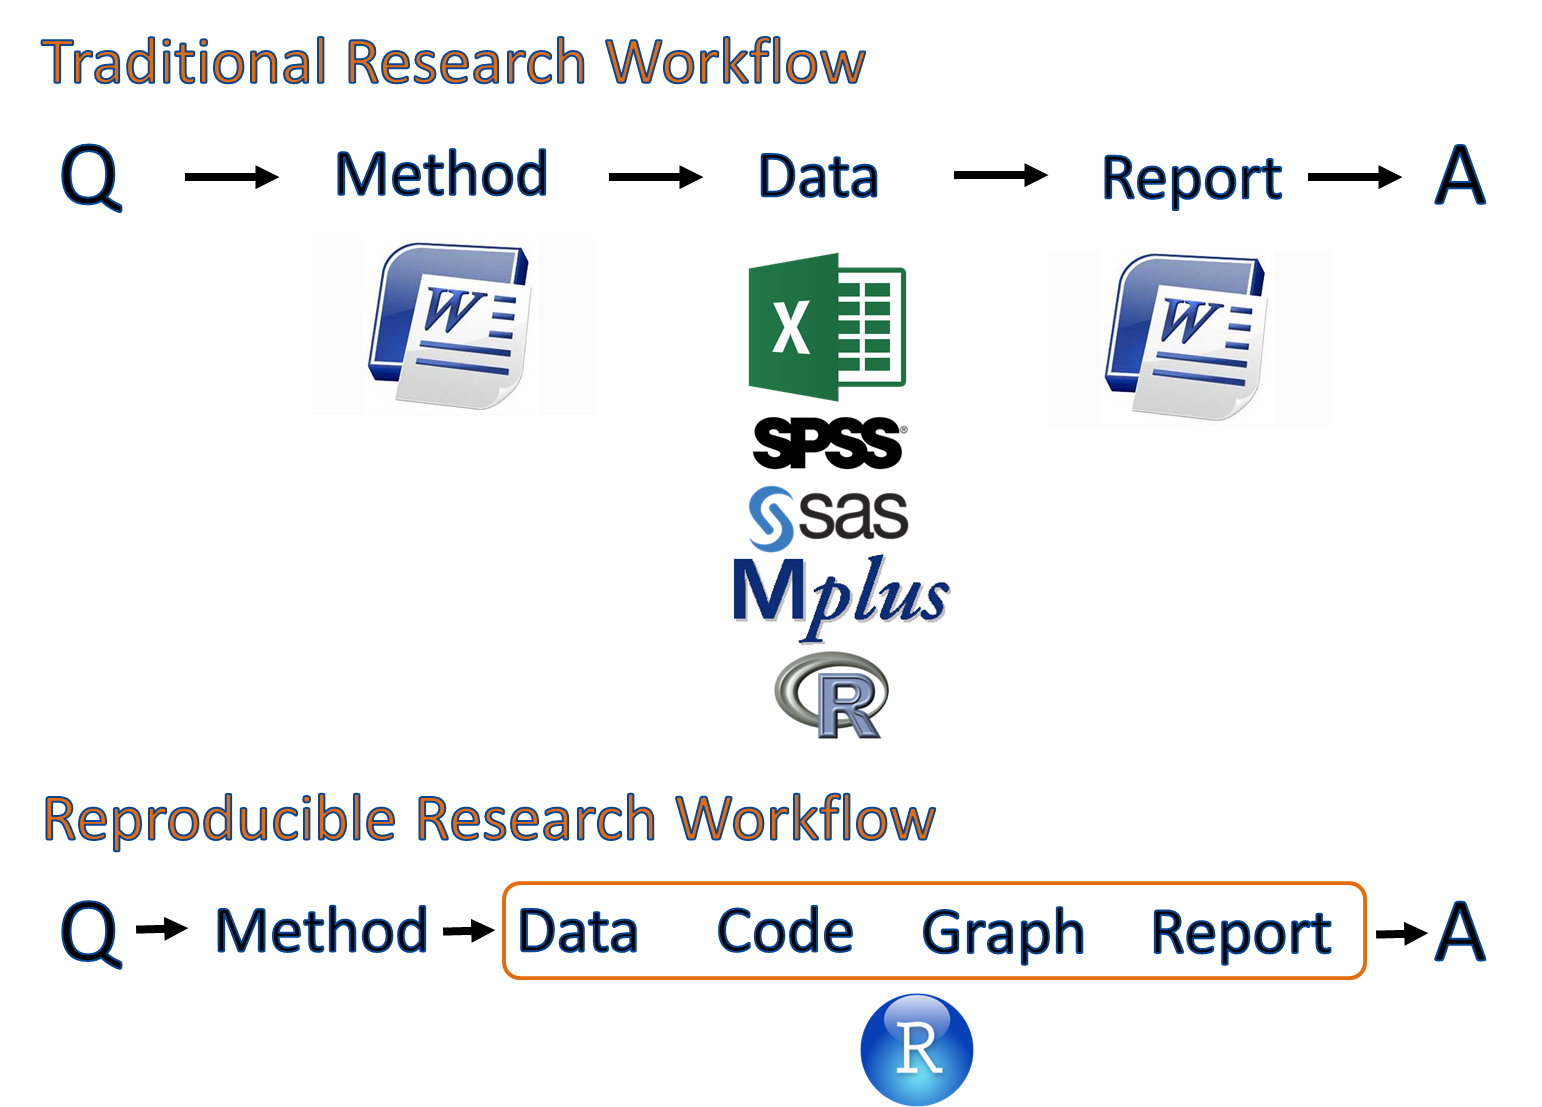 Traditional Research Workflow
Q Method Data Report A
W W
X
SPSS®
sas
Mplus
R
Reproducible Research Workflow
Q Method Data Code Graph Report A
R